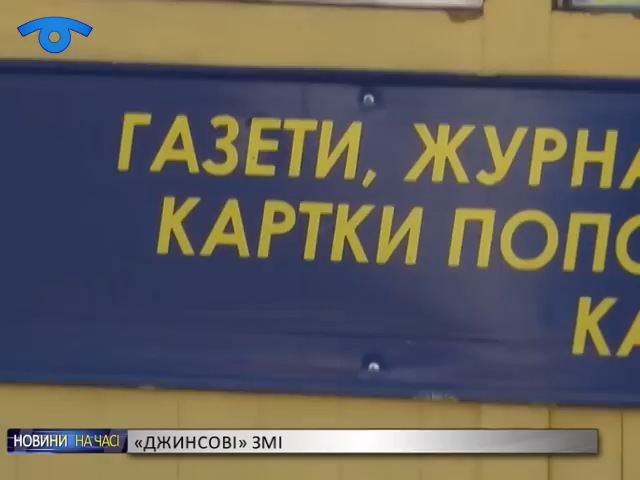 ГАЗЕТИ, ЖУРНА
КАРТКИ ПОПО
КА
НОВИНИ НА ЧАСІ
«ДЖИНСОВІ» ЗМІ